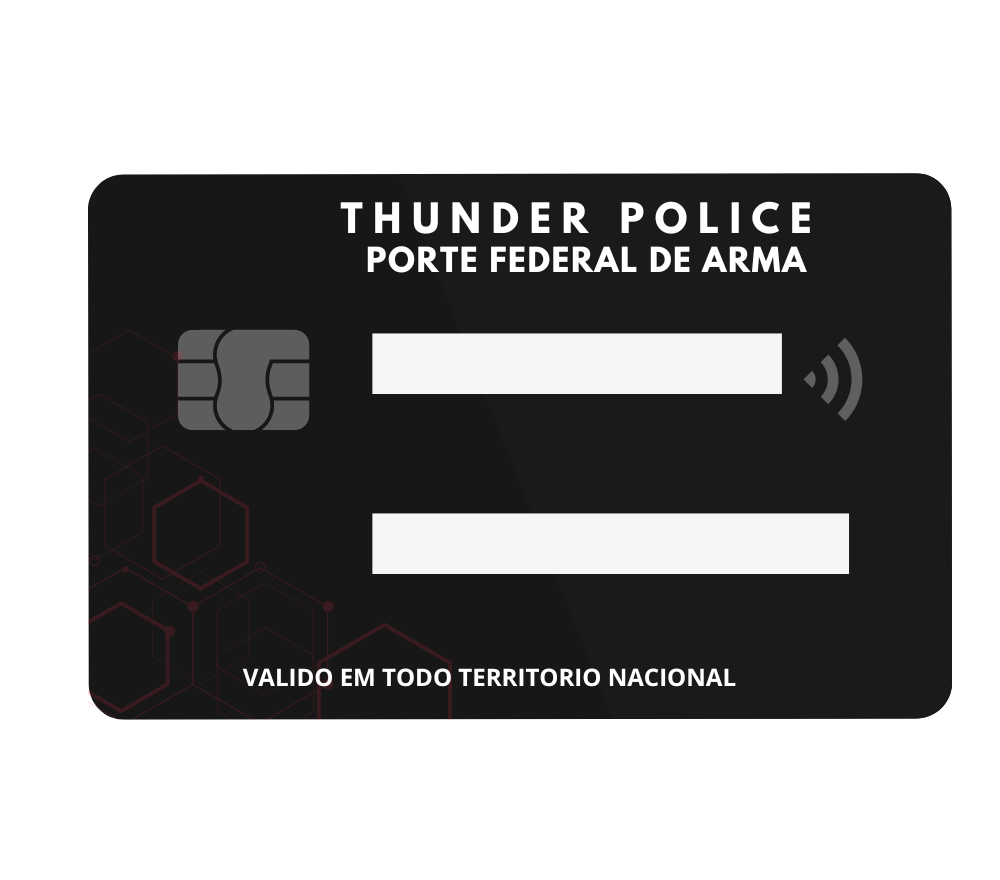 THUNDER POLICE
PORTE FEDERAL DE ARMA
VALIDO EM TODO TERRITORIO NACIONAL